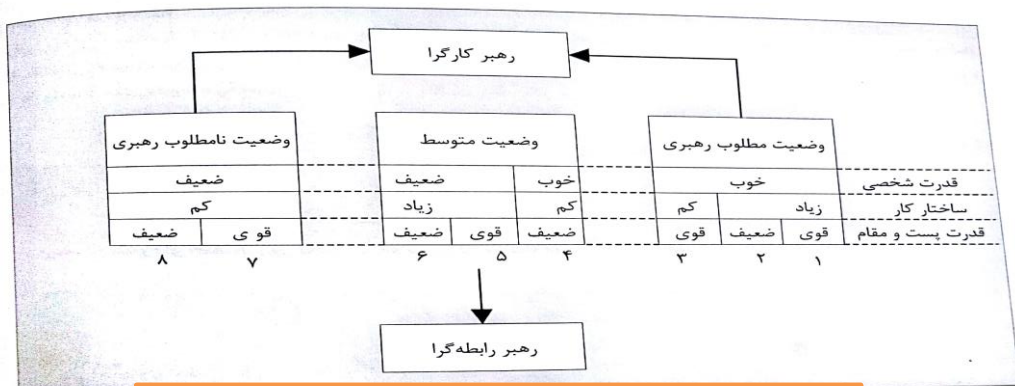 رهبر کارگرا
وضعیت مطلوب رهبری
وضعیت متوسط
وضعیت نامطلوب رهبری
قدرت شخصی خوب خوب ضعیف ضعیف
ساختار کار زیاد کم کم زیاد کم
قدرت پست و مقام قوی ضعیف قوی ضعیف قوی ضعیف قوی ضعیف
۱ ۲ ۳ ۴ ۵ ۶ ۷ ۸
رهبر رابطه‌گرا